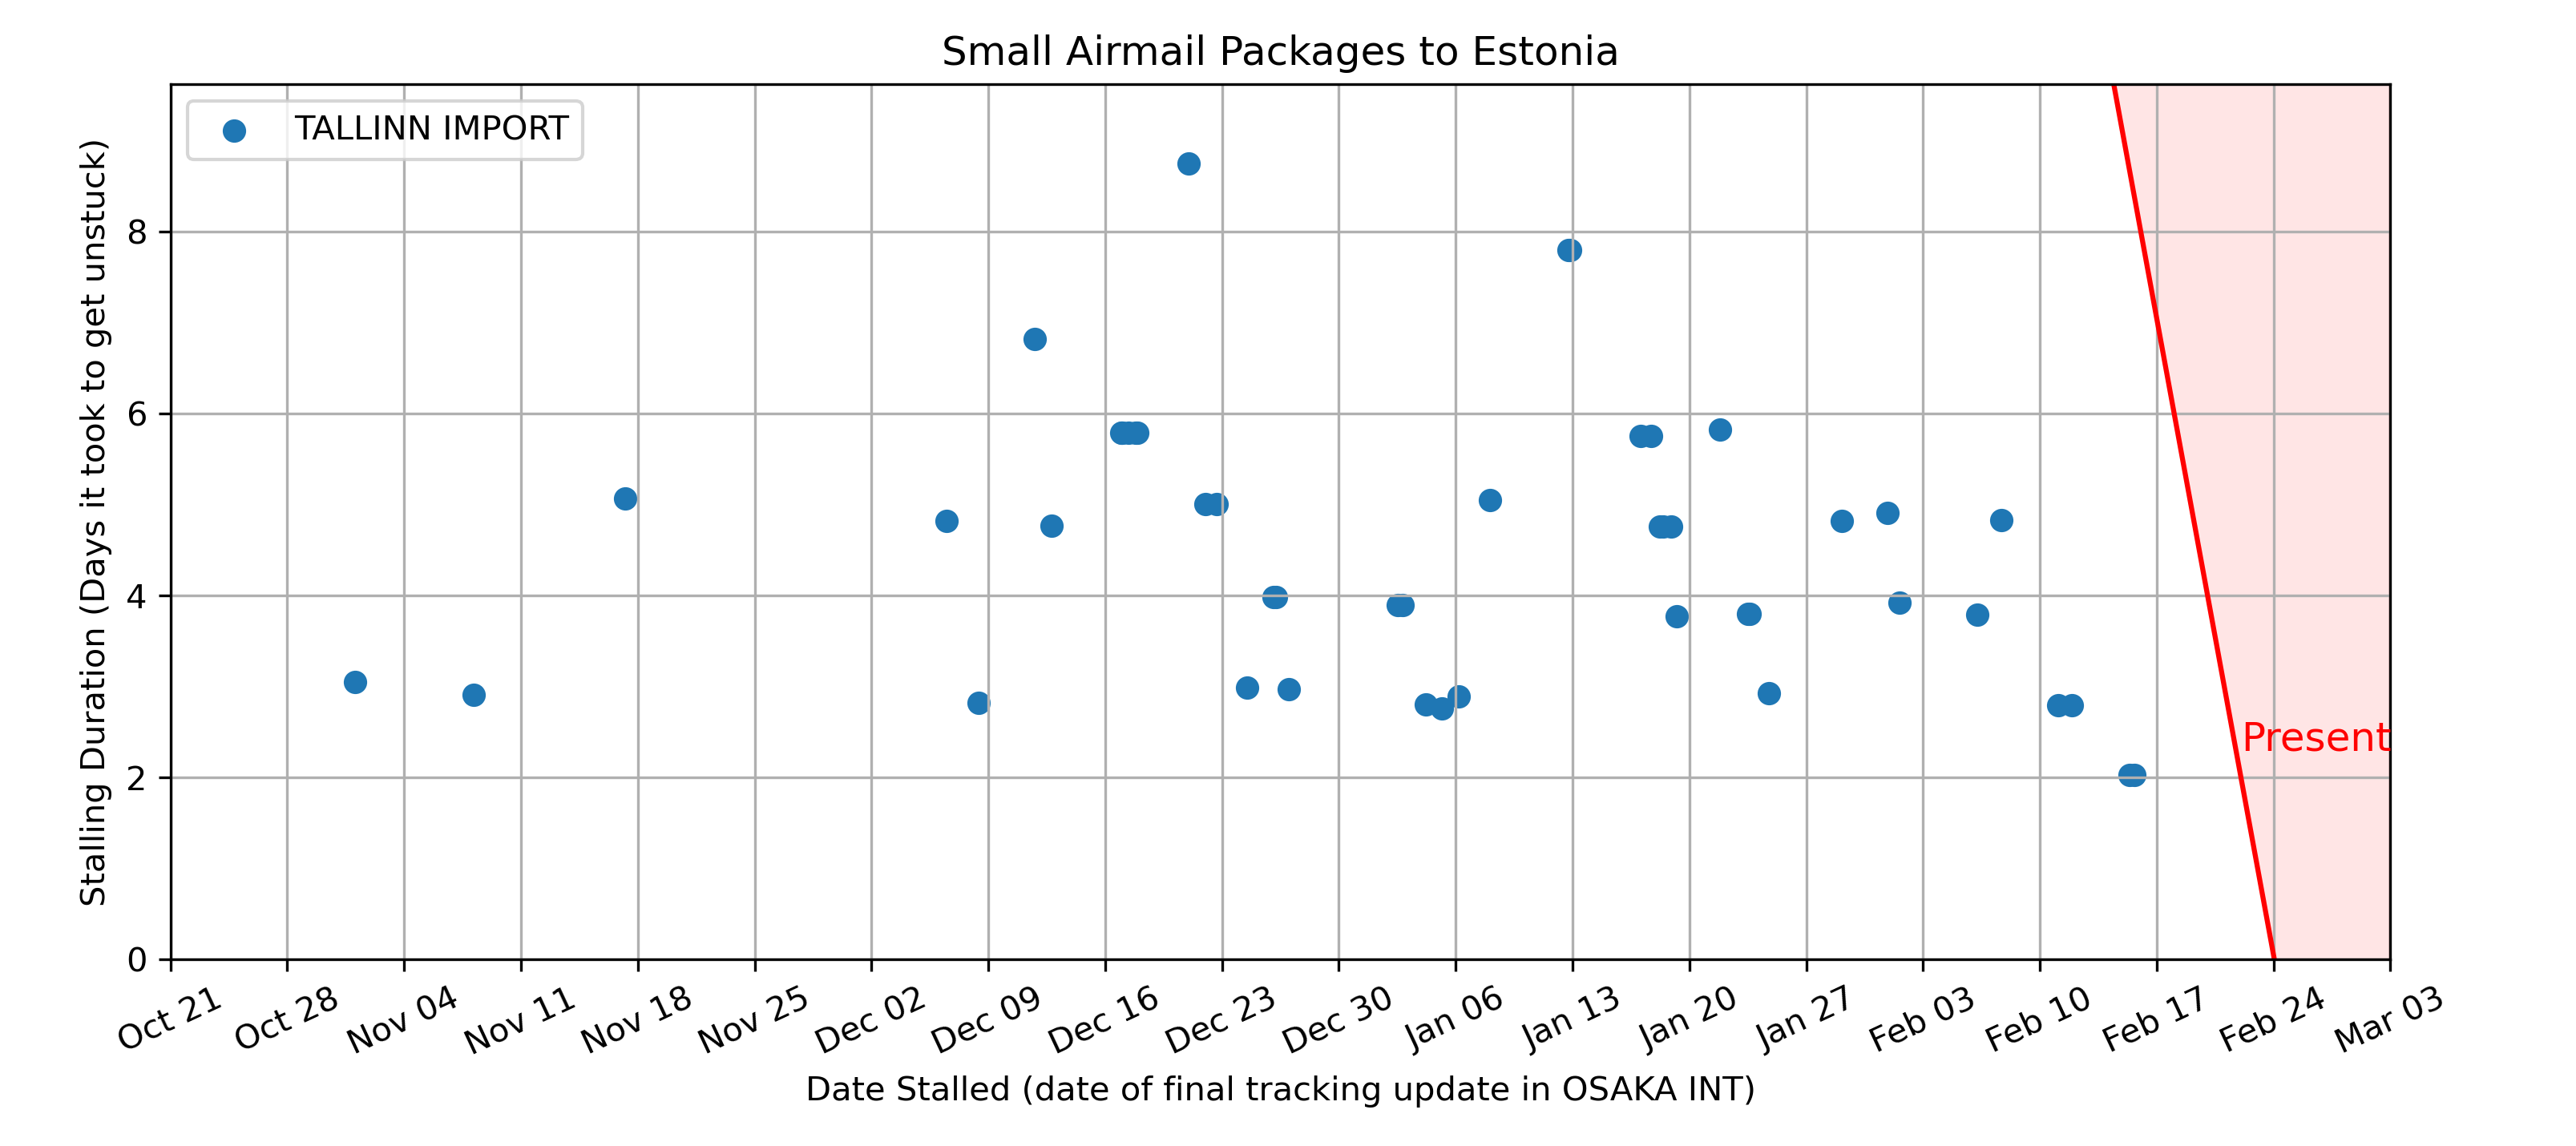 Small Airmail Packages to Estonia
TALLINN IMPORT
Stalling Duration (Days it took to get unstuck)
8
6
4
2
0
Present
Oct 21
Oct 28
Nov 04
Nov 11
Nov 18
Nov 25
Dec 02
Dec 09
Dec 16
Dec 23
Dec 30
Jan 06
Jan 13
Jan 20
Jan 27
Feb 03
Feb 10
Feb 17
Feb 24
Mar 03
Date Stalled (date of final tracking update in OSAKA INT)